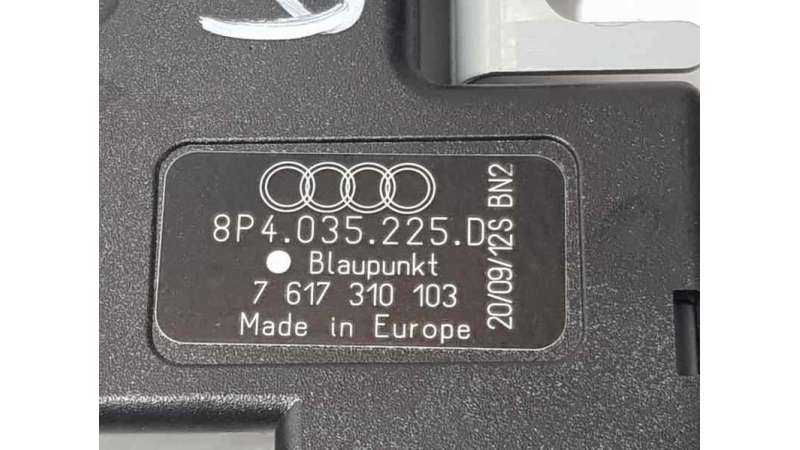 8P4.035.225.D
Blaupunkt
7 617 310 103
Made in Europe
20/09/12S BN2